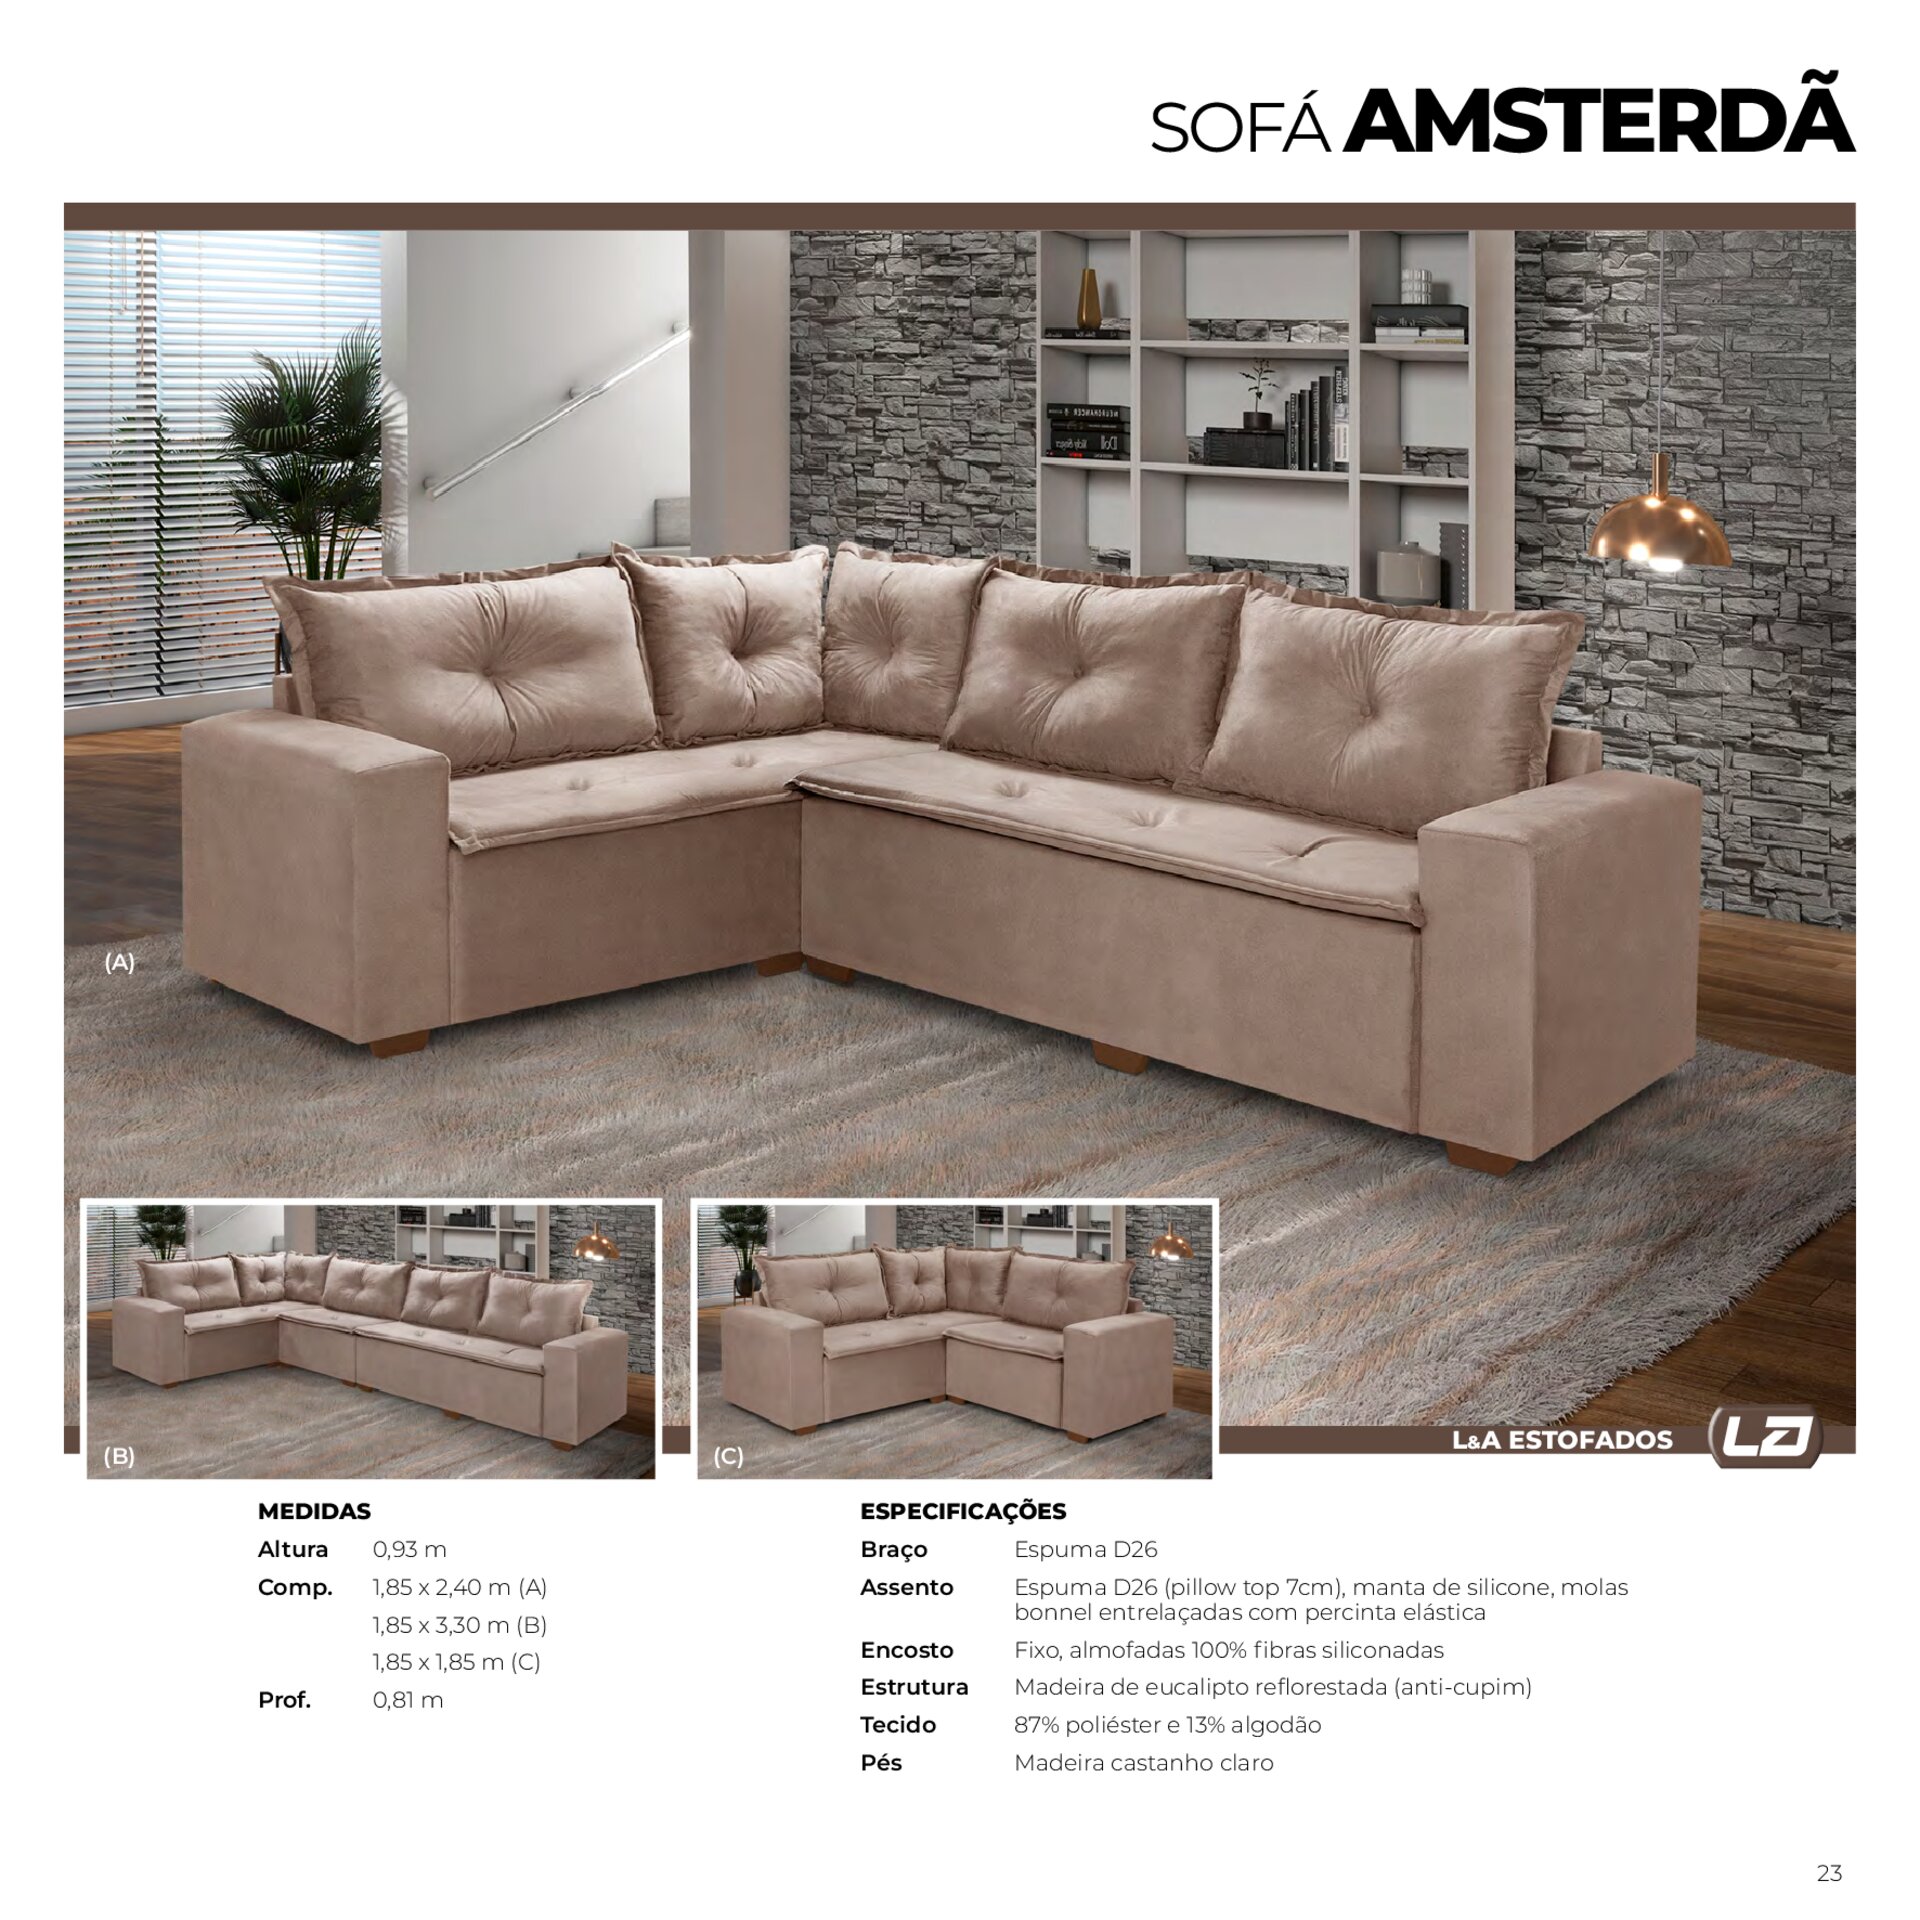 SOFÁ AMSTERDÃ
STEPHEN KING
(A)
(B)
(C)
L&A ESTOFADOS
LA
MEDIDAS
Altura 0,93 m
Comp. 1,85 x 2,40 m (A)
1,85 x 3,30 m (B)
1,85 x 1,85 m (C)
Prof. 0,81 m
ESPECIFICAÇÕES
Braço Espuma D26
Assento Espuma D26 (pillow top 7cm), manta de silicone, molas
bonnel entrelaçadas com percinta elástica
Encosto Fixo, almofadas 100% fibras siliconadas
Estrutura Madeira de eucalipto reflorestada (anti-cupim)
Tecido 87% poliéster e 13% algodão
Pés Madeira castanho claro
23